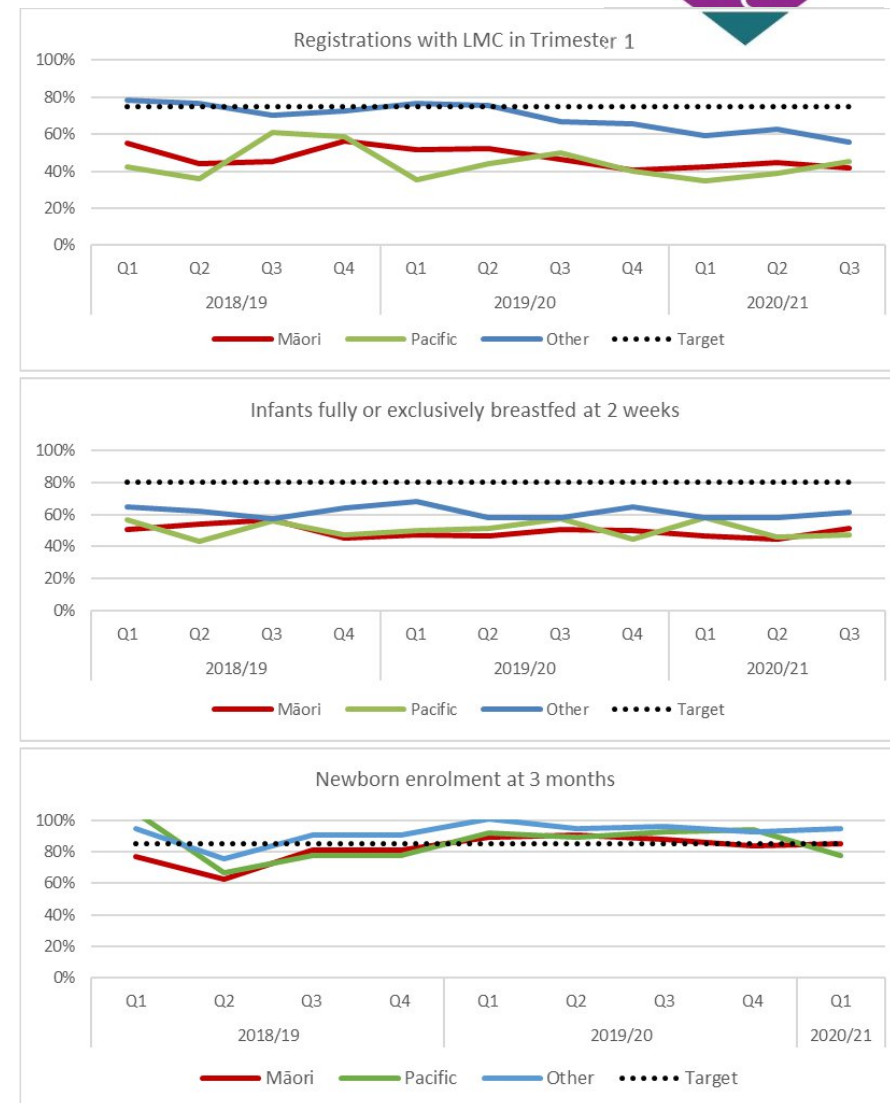 Registrations with LMC in Trimester 1
100%
80%
60%
40%
20%
0%
Q1 Q2 Q3 Q4 Q1 Q2 Q3 Q4 Q1 Q2 Q3
2018/19 2019/20 2020/21
Māori Pacific Other Target
Infants fully or exclusively breastfed at 2 weeks
100%
80%
60%
40%
20%
0%
Q1 Q2 Q3 Q4 Q1 Q2 Q3 Q4 Q1 Q2 Q3
2018/19 2019/20 2020/21
Māori Pacific Other Target
Newborn enrolment at 3 months
100%
80%
60%
40%
20%
0%
Q1 Q2 Q3 Q4 Q1 Q2 Q3 Q4 Q1
2018/19 2019/20 2020/21
Māori Pacific Other Target